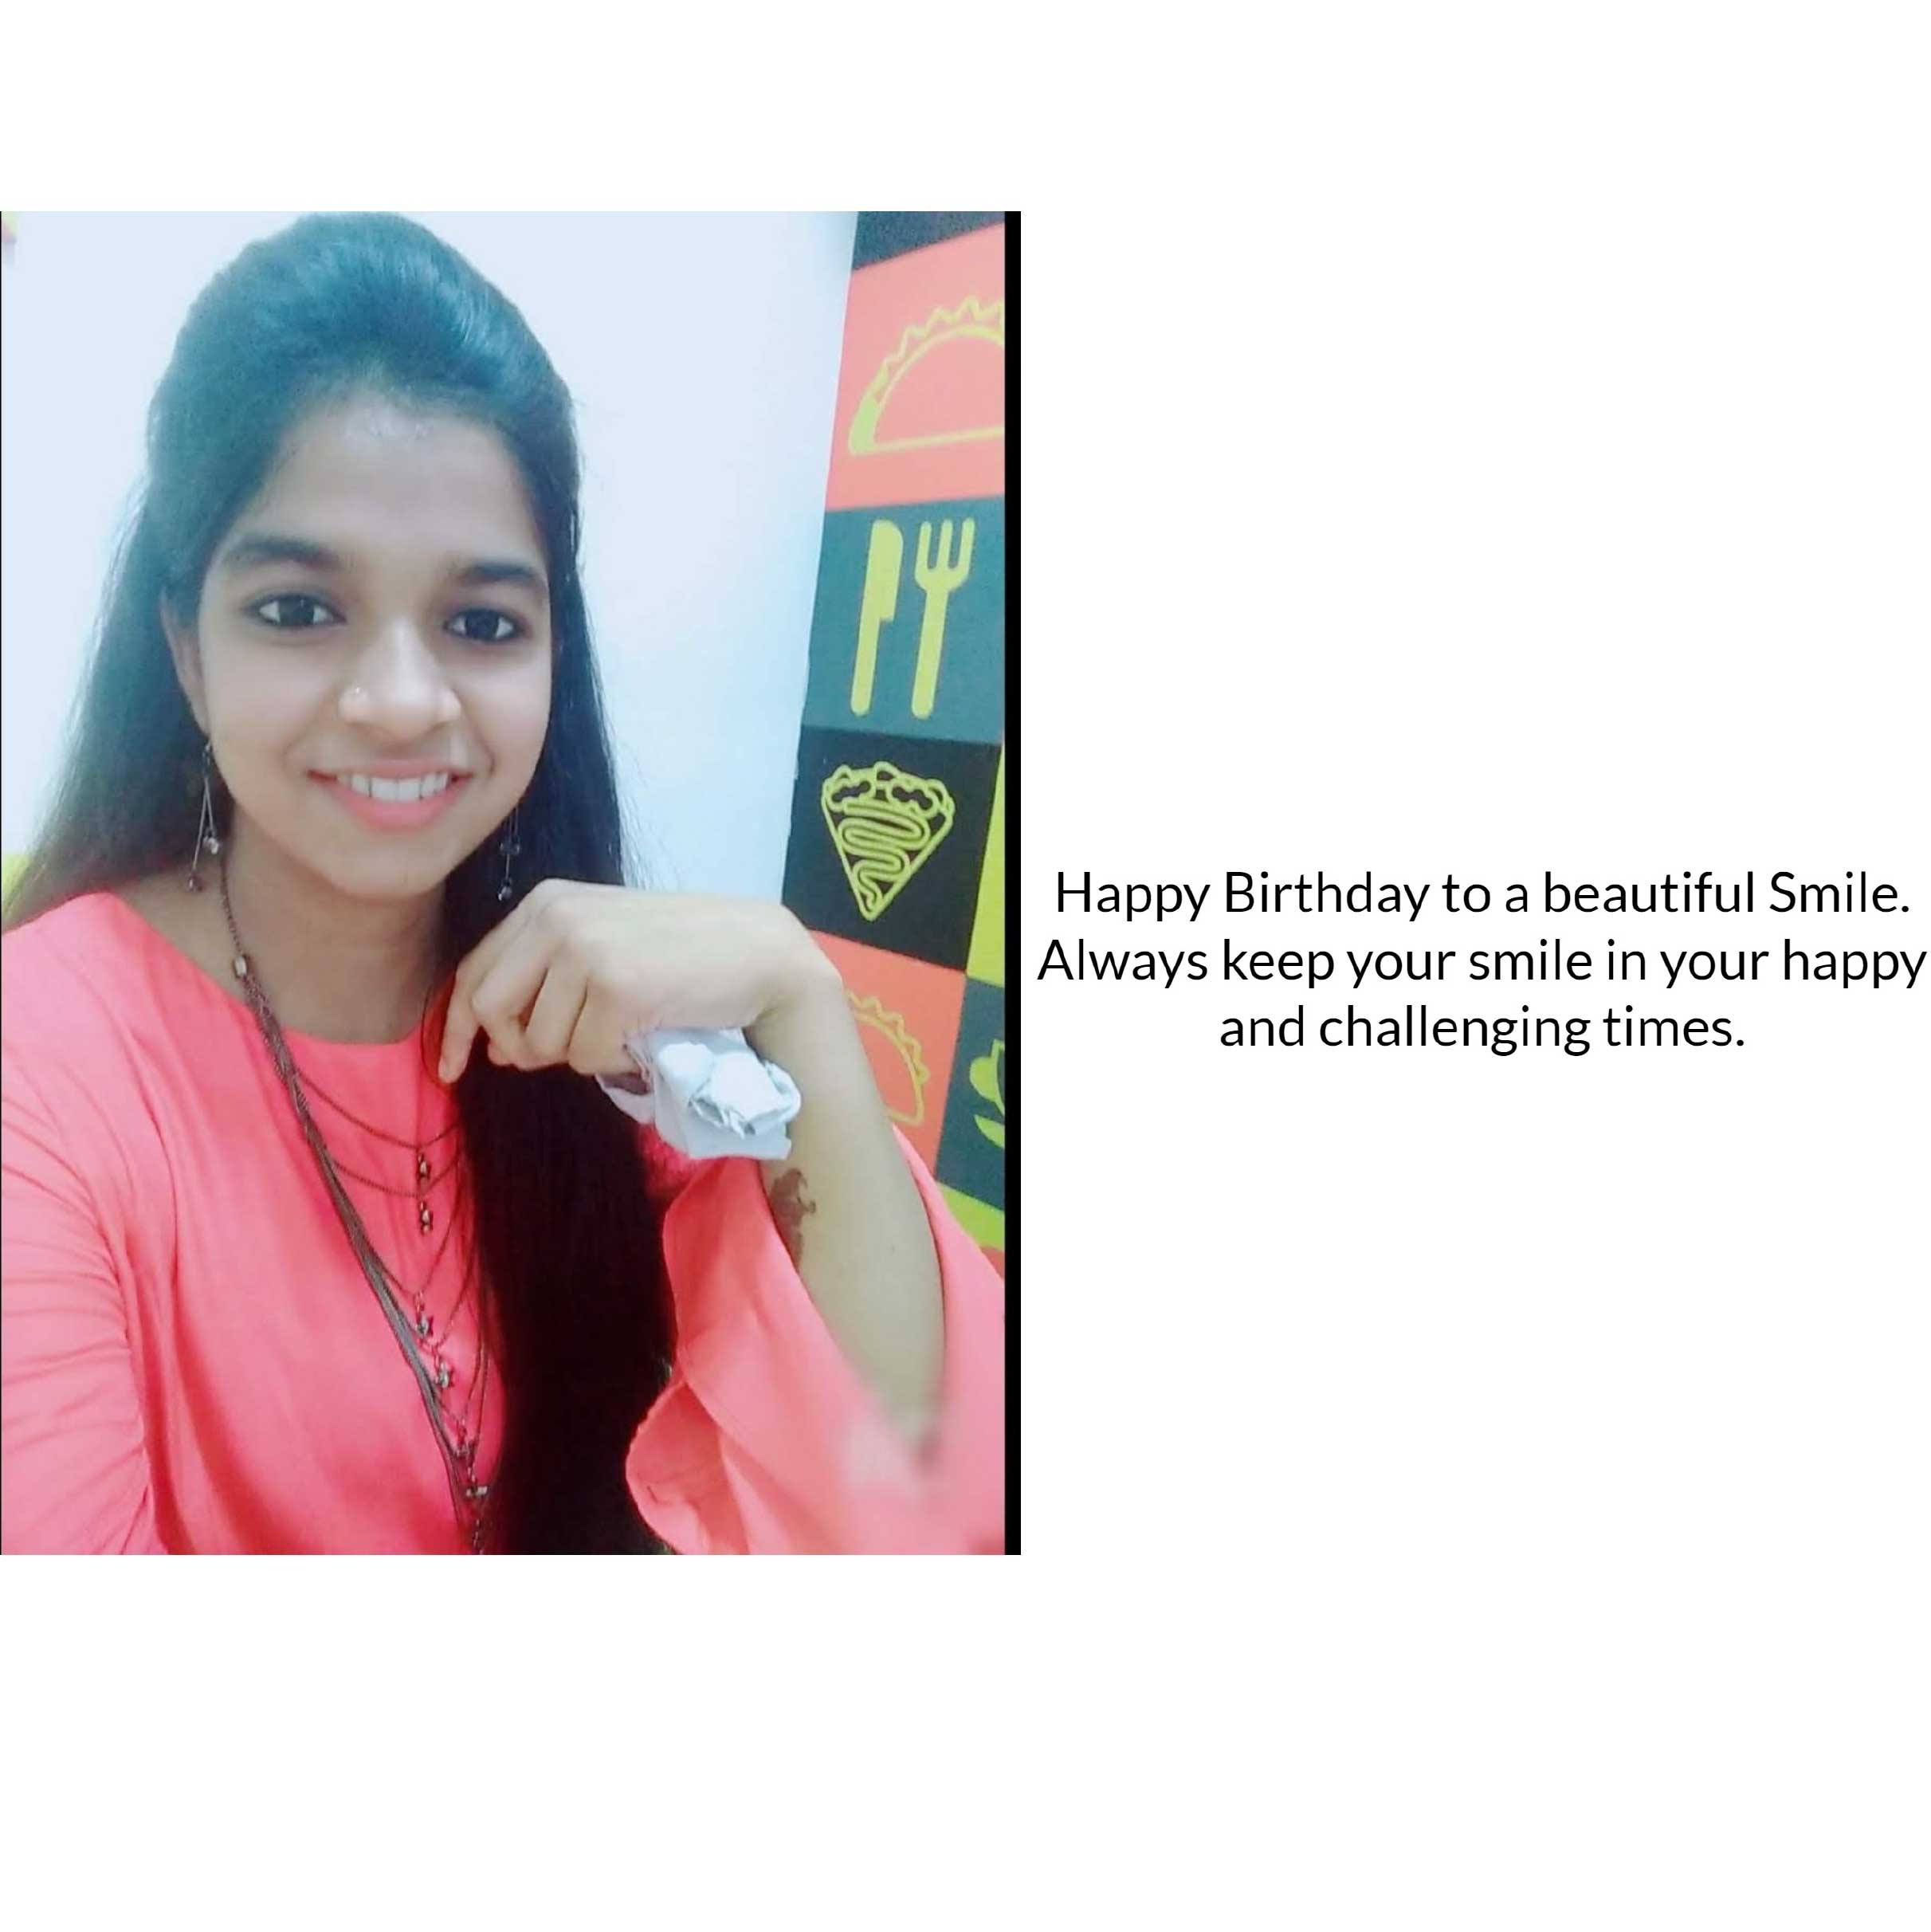 Happy Birthday to a beautiful Smile.
Always keep your smile in your happy
and challenging times.